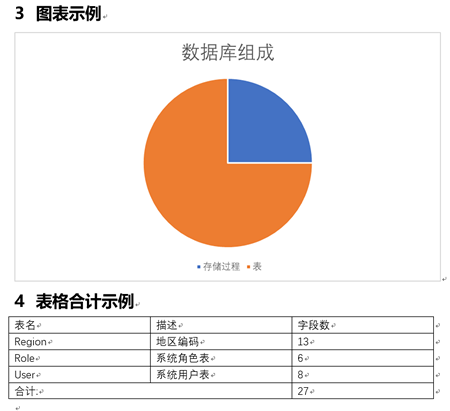 3 图表示例
数据库组成
存储过程 表
4 表格合计示例
表名 描述 字段数
Region 地区编码 13
Role 系统角色表 6
User 系统用户表 8
合计: 27